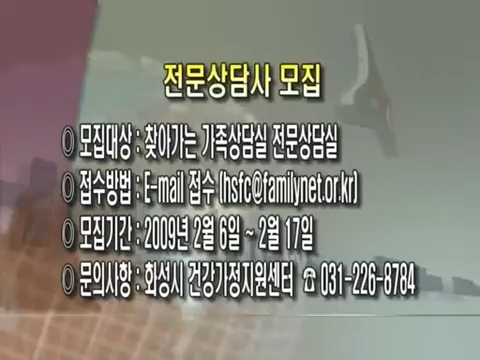 전문상담사 모집
◎ 모집대상 : 찾아가는 가족상담실 전문상담실
◎ 접수방법 : E-mail 접수 (hsfc@familynet.or.kr)
◎ 모집기간 : 2009년 2월 6일 ~ 2월 17일
◎ 문의사항 : 화성시 건강가정지원센터 ☎ 031-226-8784